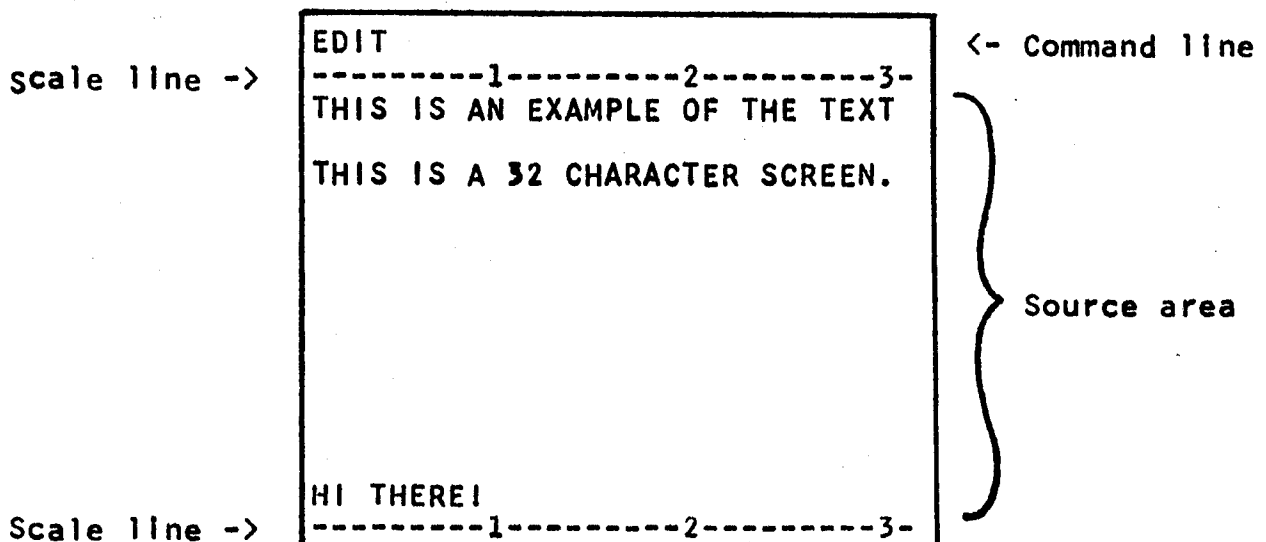 EDIT <- Command line
scale line -> ---------1---------2---------3-
THIS IS AN EXAMPLE OF THE TEXT
THIS IS A 32 CHARACTER SCREEN.
Source area
HI THERE!
Scale line -> ---------1---------2---------3-